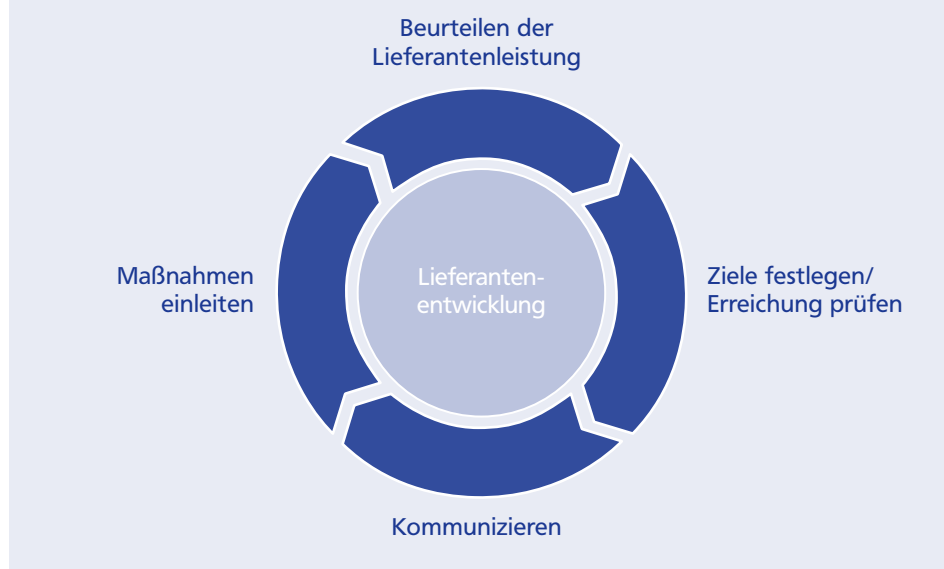 Beurteilen der
Lieferantenleistung
Maßnahmen
einleiten
Lieferanten-
entwicklung
Ziele festlegen/
Erreichung prüfen
Kommunizieren